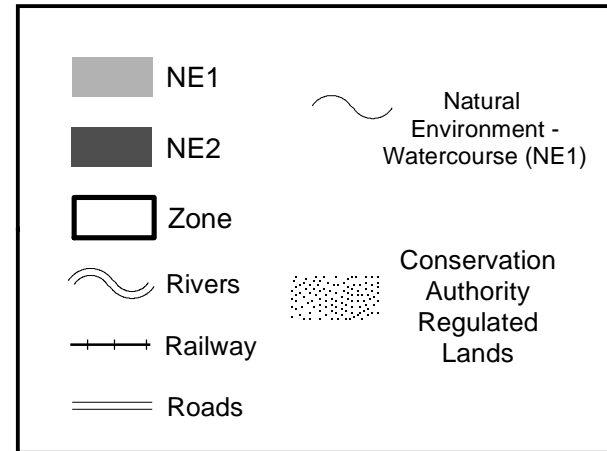 NE1
NE2
Zone
Rivers
Railway
Roads
Natural
Environment -
Watercourse (NE1)
Conservation
Authority
Regulated
Lands